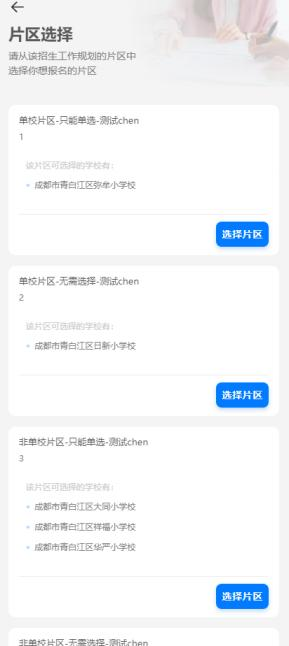 片区选择
请从该招生工作规划的片区中
选择你想报名的片区
单校片区-只能单选-测试chen
1
该片区可选择的学校有：
成都市青白江区弥牟小学校
选择片区
单校片区-无需选择-测试chen
2
该片区可选择的学校有：
成都市青白江区日新小学校
选择片区
非单校片区-只能单选-测试chen
3
该片区可选择的学校有：
成都市青白江区大同小学校
成都市青白江区祥福小学校
成都市青白江区华严小学校
选择片区
非单校片区-无需选择-测试chen